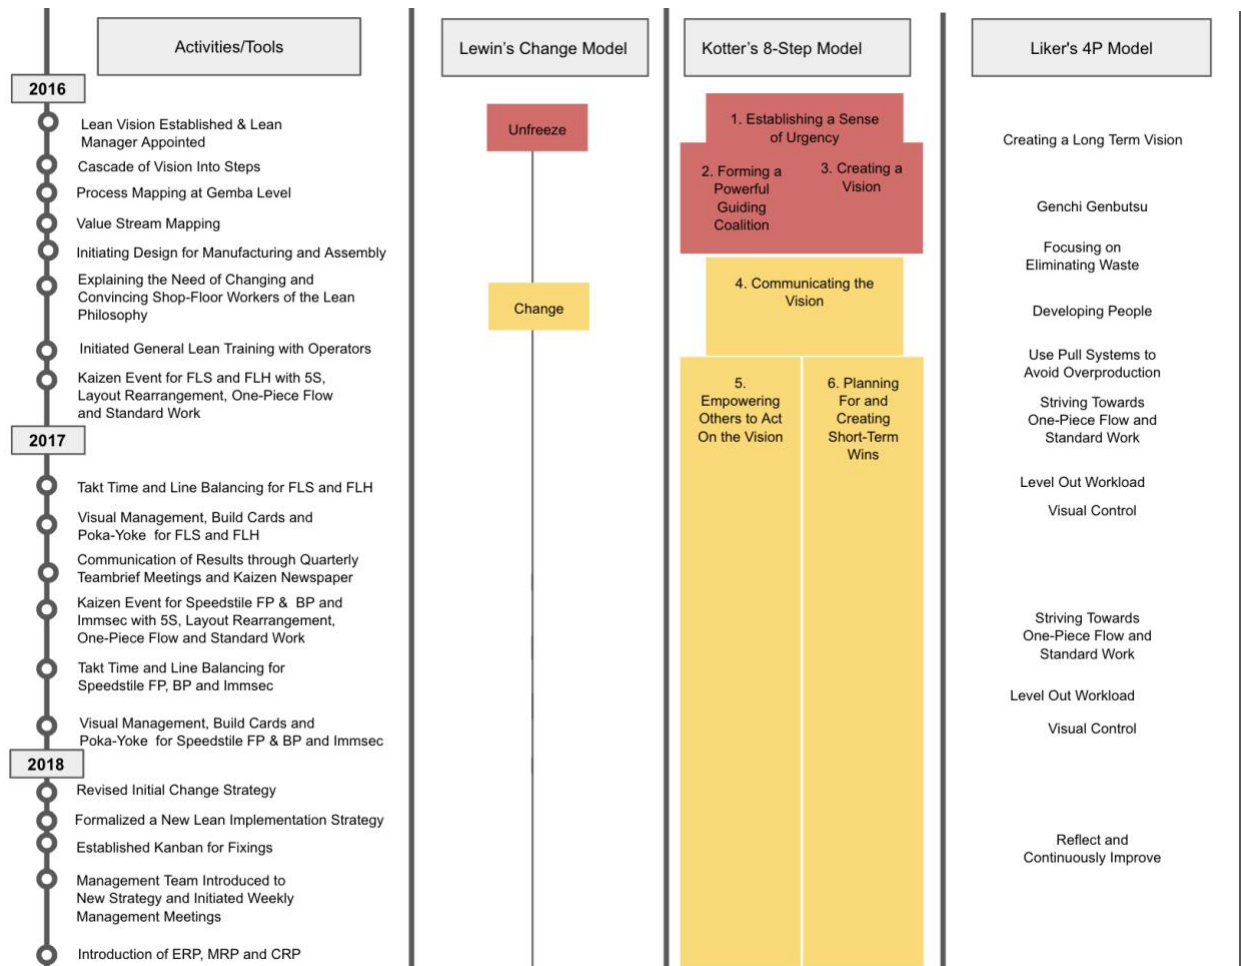 Activities/Tools
Lewin's Change Model
Kotter's 8-Step Model
Liker's 4P Model
2016
Lean Vision Established & Lean
Manager Appointed
Cascade of Vision Into Steps
Process Mapping at Gemba Level
Value Stream Mapping
Initiating Design for Manufacturing and Assembly
Explaining the Need of Changing and
Convincing Shop-Floor Workers of the Lean
Philosophy
Initiated General Lean Training with Operators
Kaizen Event for FLS and FLH with 5S,
Layout Rearrangement, One-Piece Flow
and Standard Work
2017
Takt Time and Line Balancing for FLS and FLH
Visual Management, Build Cards and
Poka-Yoke for FLS and FLH
Communication of Results through Quarterly
Teambrief Meetings and Kaizen Newspaper
Kaizen Event for Speedstile FP & BP and
Immsec with 5S, Layout Rearrangement,
One-Piece Flow and Standard Work
Takt Time and Line Balancing for
Speedstile FP, BP and Immsec
Visual Management, Build Cards and
Poka-Yoke for Speedstile FP & BP and Immsec
2018
Revised Initial Change Strategy
Formalized a New Lean Implementation Strategy
Established Kanban for Fixings
Management Team Introduced to
New Strategy and Initiated Weekly
Management Meetings
Introduction of ERP, MRP and CRP
Unfreeze
Change
1. Establishing a Sense
of Urgency
2. Forming a
Powerful
Guiding
Coalition
3. Creating a
Vision
4. Communicating the
Vision
5.
Empowering
Others to Act
On the Vision
6. Planning
For and
Creating
Short-Term
Wins
Creating a Long Term Vision
Genchi Genbutsu
Focusing on
Eliminating Waste
Developing People
Use Pull Systems to
Avoid Overproduction
Striving Towards
One-Piece Flow and
Standard Work
Level Out Workload
Visual Control
Striving Towards
One-Piece Flow and
Standard Work
Level Out Workload
Visual Control
Reflect and
Continuously Improve